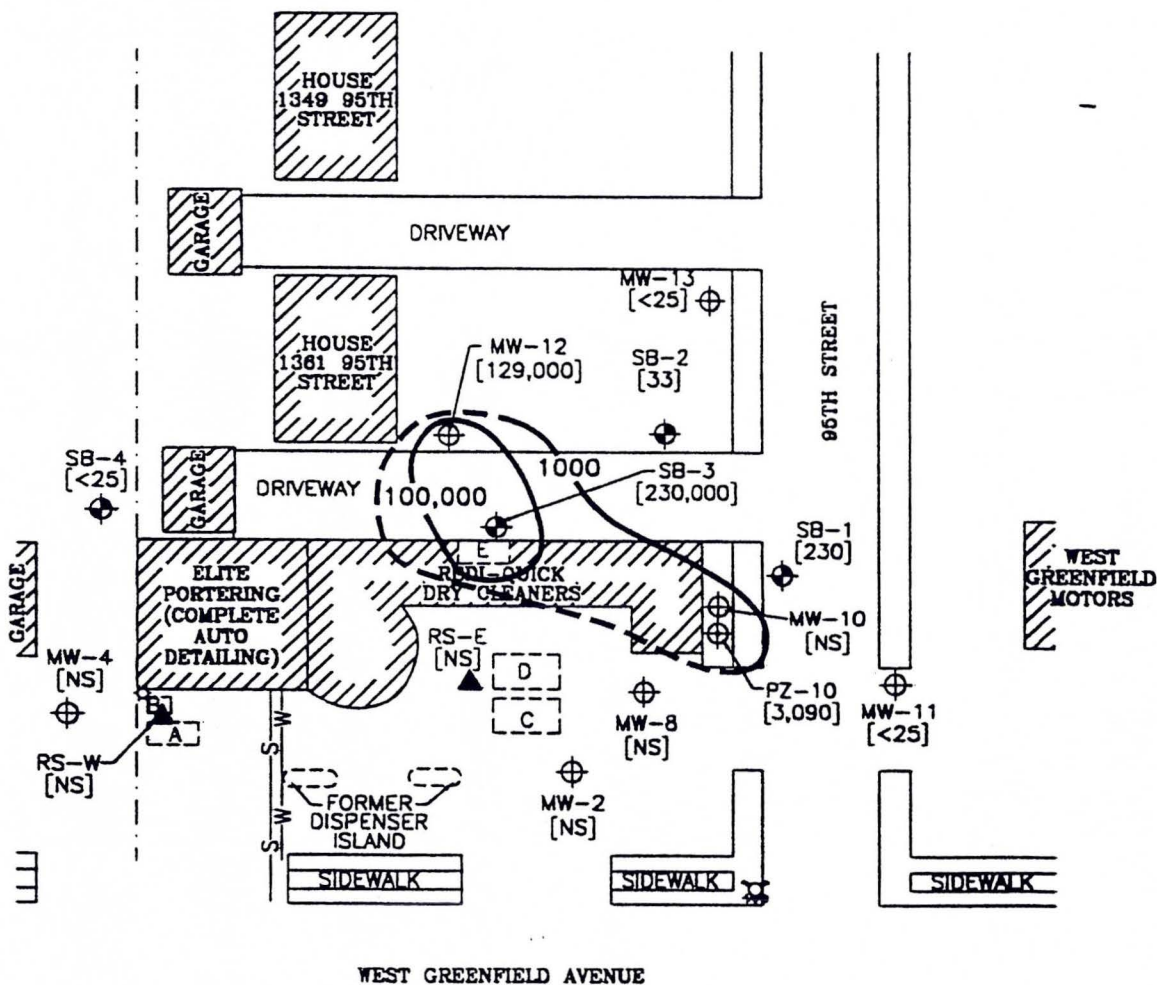 HOUSE
1349 95TH
STREET
GARAGE
DRIVEWAY
MW-13
[<25]
HOUSE
1361 95TH
STREET
MW-12
[129,000]
SB-2
[33]
95TH STREET
SB-4
[<25]
GARAGE
DRIVEWAY
100,000
1000
SB-3
[230,000]
E
SB-1
[230]
GARAGE
ELITE
PORTERING
(COMPLETE
AUTO
DETAILING)
REDI-QUICK
DRY CLEANERS
WEST
GREENFIELD
MOTORS
MW-10
[NS]
MW-4
[NS]
RS-E
[NS]
D
C
MW-8
[NS]
PZ-10
[3,090]
MW-11
[<25]
B
A
RS-W
[NS]
S W
S W
FORMER
DISPENSER
ISLAND
MW-2
[NS]
SIDEWALK
SIDEWALK
SIDEWALK
WEST GREENFIELD AVENUE